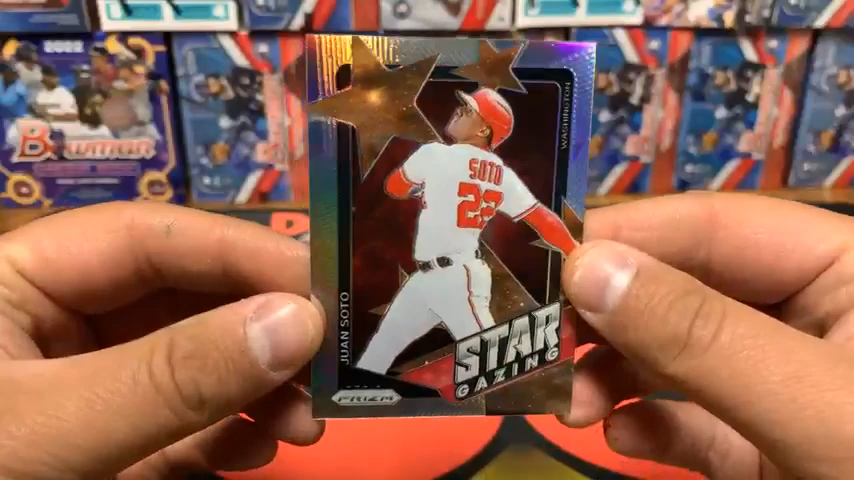 2022
BOWMAN
WASHINGTON
SOTO
22
JUAN SOTO
STAR
GAZING
PRIZM